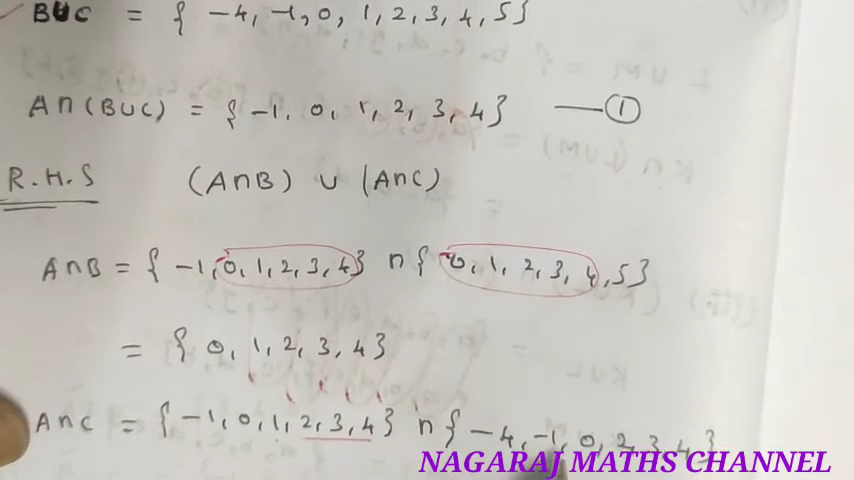 B∪C = { -4, -1, 0, 1, 2, 3, 4, 5}
A∩(B∪C) = { -1, 0, 1, 2, 3, 4} —— ①
R.H.S (A∩B) ∪ (A∩C)
A∩B = { -1, 0, 1, 2, 3, 4} ∩ { 0, 1, 2, 3, 4, 5}
= { 0, 1, 2, 3, 4}
A∩C = { -1, 0, 1, 2, 3, 4} ∩ { -4, -1, 0, 2, 3, 4}
NAGARAJ MATHS CHANNEL